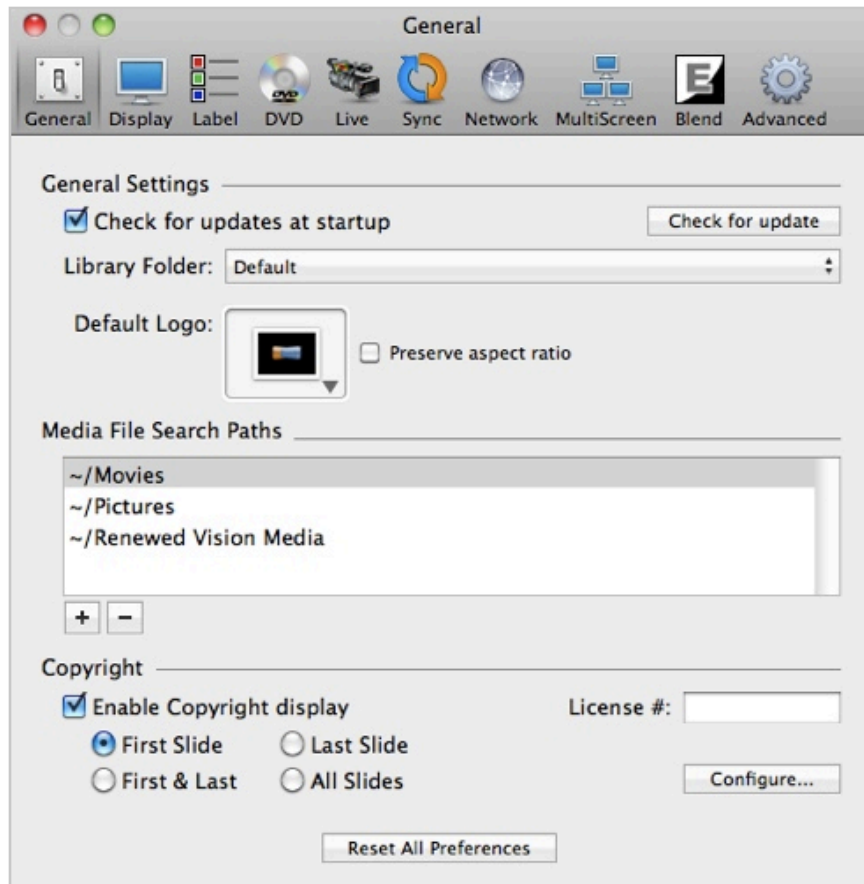 General
General Display Label DVD Live Sync Network MultiScreen Blend Advanced
General Settings
Check for updates at startup Check for update
Library Folder: Default
Default Logo: Preserve aspect ratio
Media File Search Paths
~/Movies
~/Pictures
~/Renewed Vision Media
+ −
Copyright
Enable Copyright display License #:
First Slide Last Slide
First & Last All Slides Configure...
Reset All Preferences